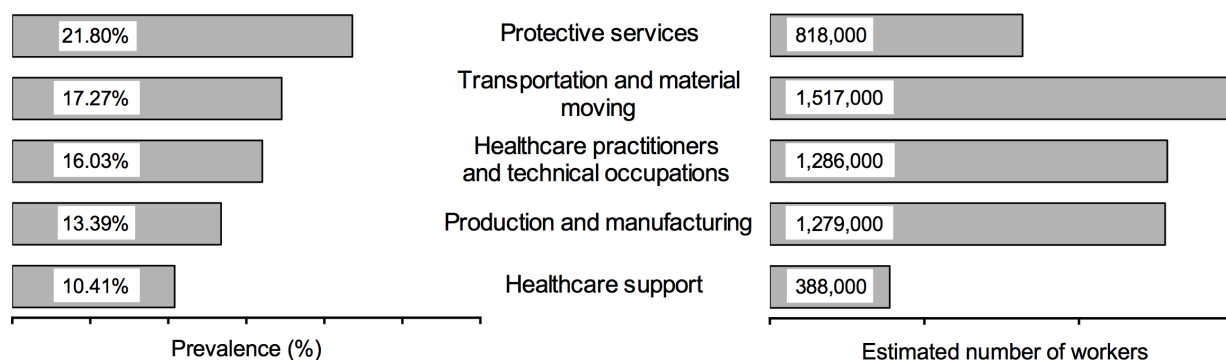 21.80%
Protective services
818,000
17.27%
Transportation and material
moving
1,517,000
16.03%
Healthcare practitioners
and technical occupations
1,286,000
13.39%
Production and manufacturing
1,279,000
10.41%
Healthcare support
388,000
Prevalence (%)
Estimated number of workers